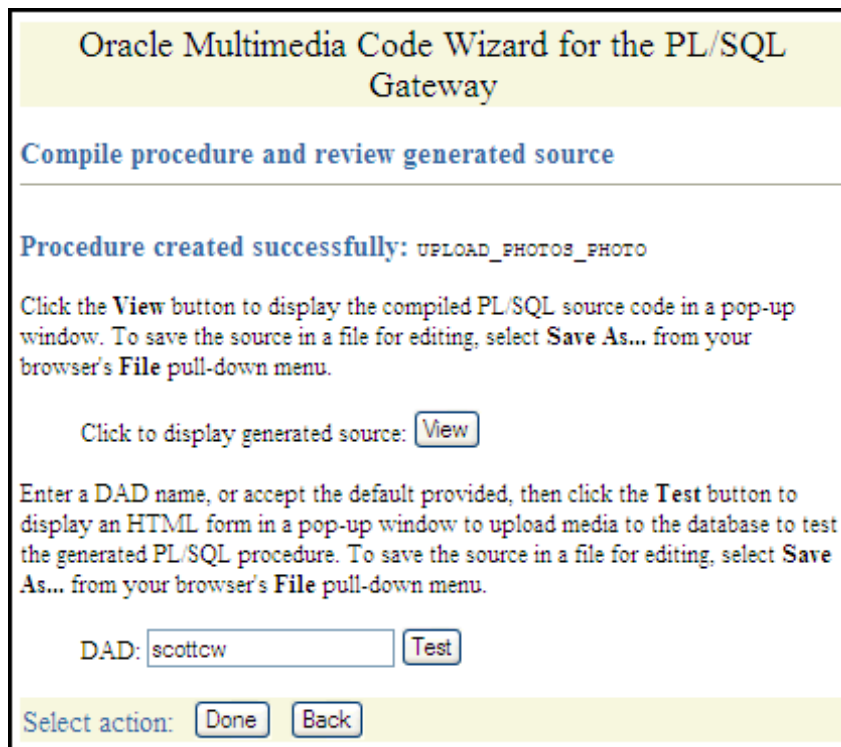 Oracle Multimedia Code Wizard for the PL/SQL
Gateway
Compile procedure and review generated source
Procedure created successfully: UPLOAD_PHOTOS_PHOTO
Click the View button to display the compiled PL/SQL source code in a pop-up
window. To save the source in a file for editing, select Save As... from your
browser's File pull-down menu.
Click to display generated source: View
Enter a DAD name, or accept the default provided, then click the Test button to
display an HTML form in a pop-up window to upload media to the database to test
the generated PL/SQL procedure. To save the source in a file for editing, select Save
As... from your browser's File pull-down menu.
DAD: scottcw Test
Select action: Done Back